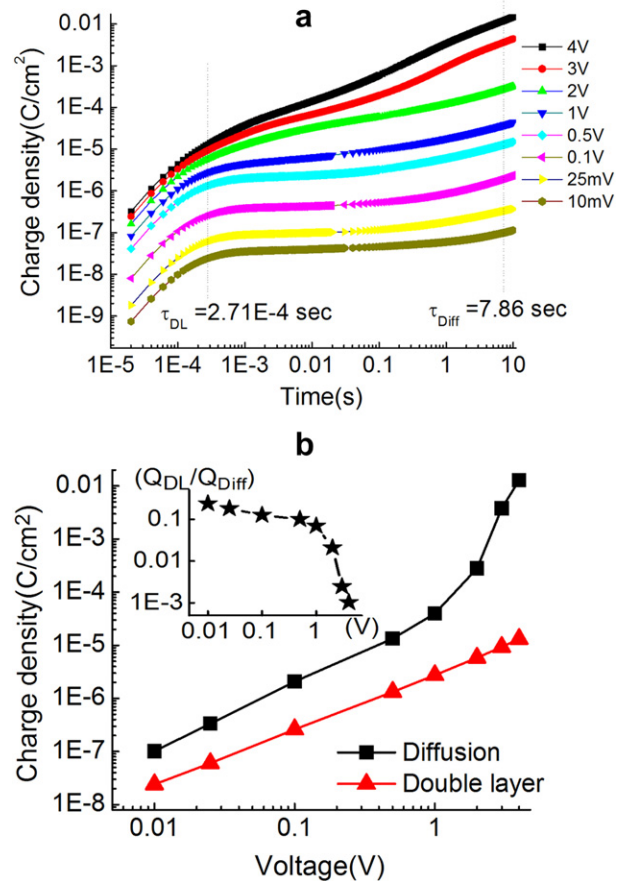 a
Charge density(C/cm²)
0.01
1E-3
1E-4
1E-5
1E-6
1E-7
1E-8
1E-9
4V
3V
2V
1V
0.5V
0.1V
25mV
10mV
τDL =2.71E-4 sec
τDiff =7.86 sec
1E-5 1E-4 1E-3 0.01 0.1 1 10
Time(s)
b
Charge density(C/cm²)
0.01
1E-3
1E-4
1E-5
1E-6
1E-7
1E-8
(QDL/QDiff)
0.1
0.01
1E-3
0.01 0.1 1 (V)
Diffusion
Double layer
0.01 0.1 1
Voltage(V)